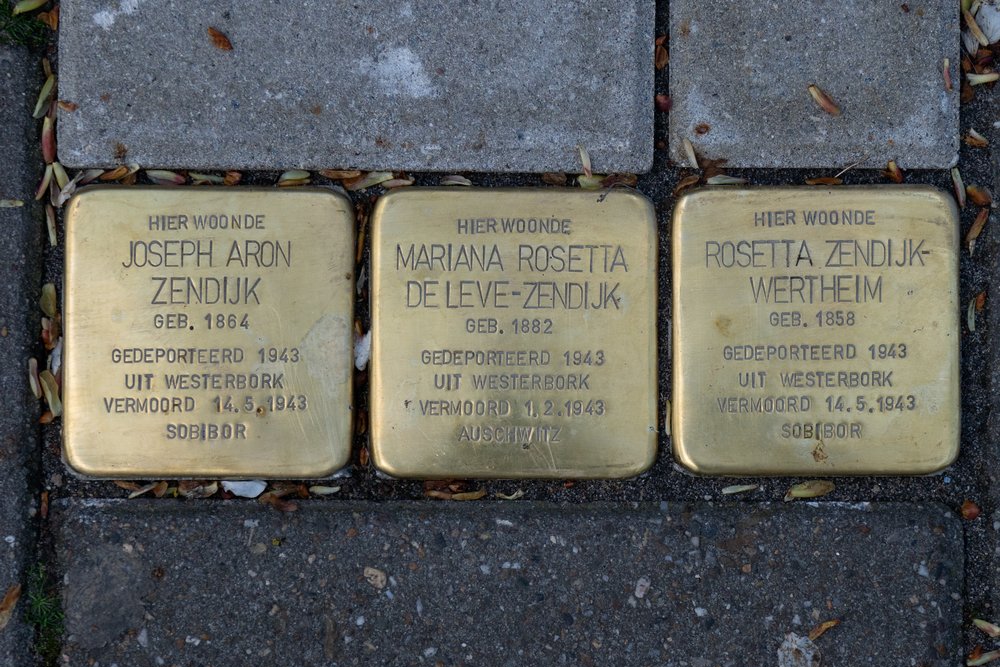 HIER WOONDE
JOSEPH ARON
ZENDIJK
GEB. 1864
GEDEPORTEERD 1943
UIT WESTERBORK
VERMOORD 14.5.1943
SOBIBOR
HIER WOONDE
MARIANA ROSETTA
DE LEVE-ZENDIJK
GEB. 1882
GEDEPORTEERD 1943
UIT WESTERBORK
VERMOORD 1.2.1943
AUSCHWITZ
HIER WOONDE
ROSETTA ZENDIJK-
WERTHEIM
GEB. 1858
GEDEPORTEERD 1943
UIT WESTERBORK
VERMOORD 14.5.1943
SOBIBOR